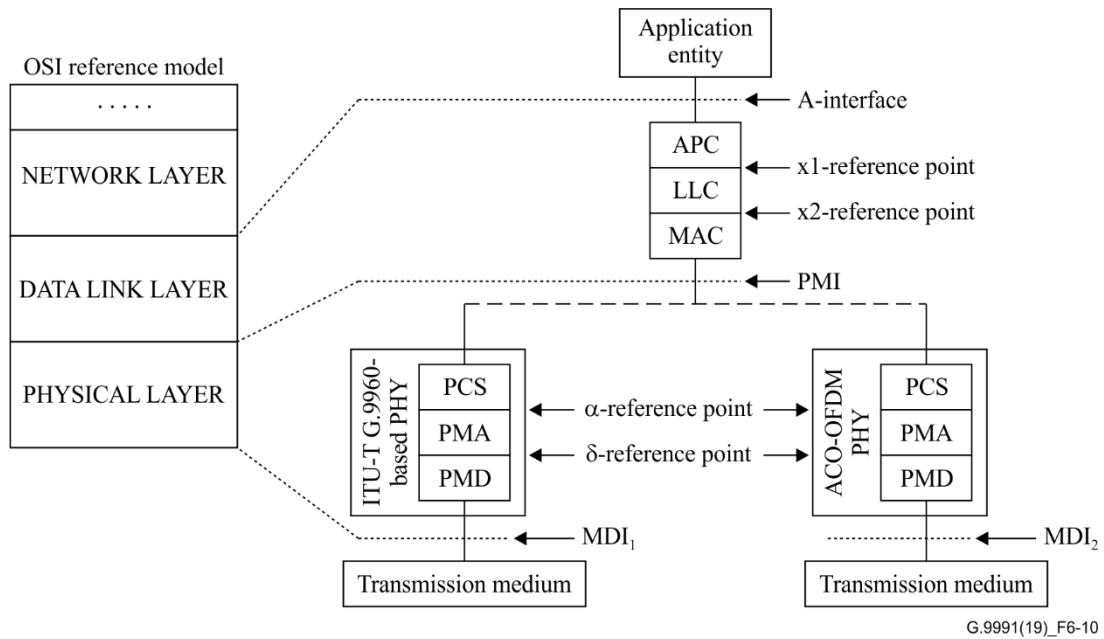 OSI reference model
. . . . .
NETWORK LAYER
DATA LINK LAYER
PHYSICAL LAYER
Application
entity
A-interface
APC
x1-reference point
LLC
x2-reference point
MAC
PMI
ITU-T G.9960-
based PHY
PCS
PMA
PMD
α-reference point
δ-reference point
ACO-OFDM
PHY
PCS
PMA
PMD
MDI₁
MDI₂
Transmission medium
Transmission medium
G.9991(19)_F6-10